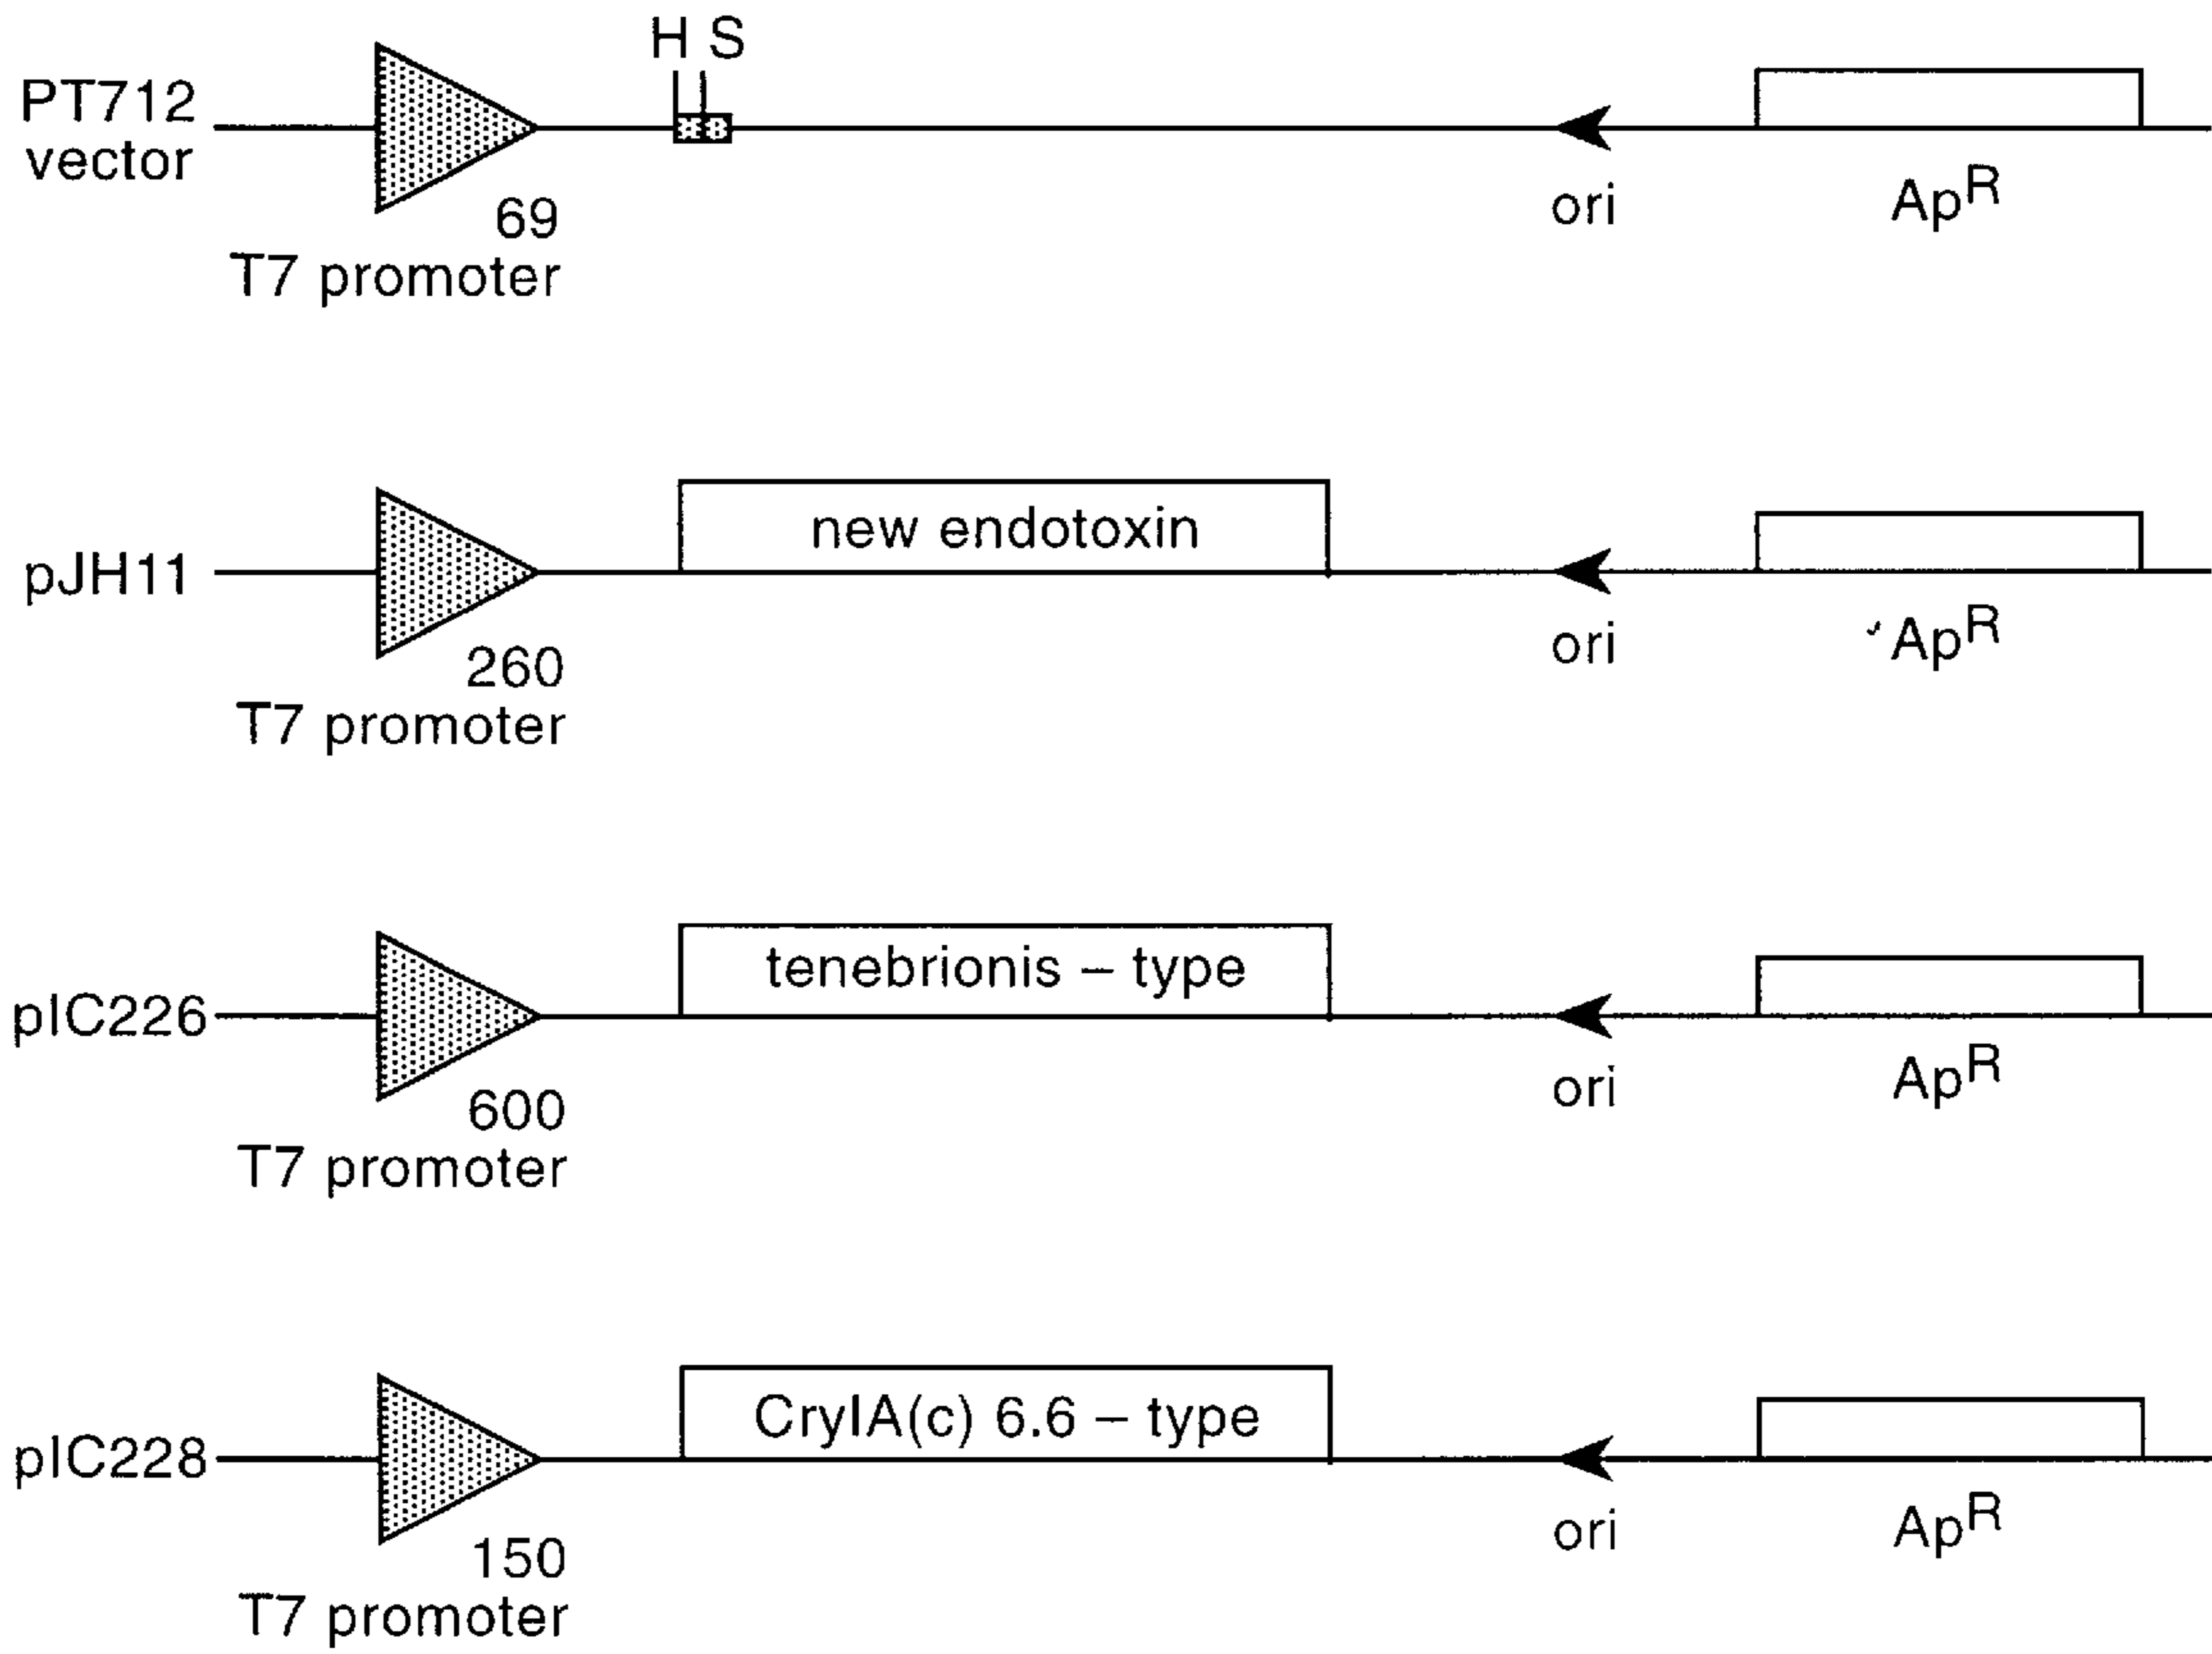 H S
PT712
vector
69
T7 promoter
ori
ApR
new endotoxin
pJH11
260
T7 promoter
ori
ApR
tenebrionis – type
pIC226
600
T7 promoter
ori
ApR
CryIA(c) 6.6 – type
pIC228
150
T7 promoter
ori
ApR